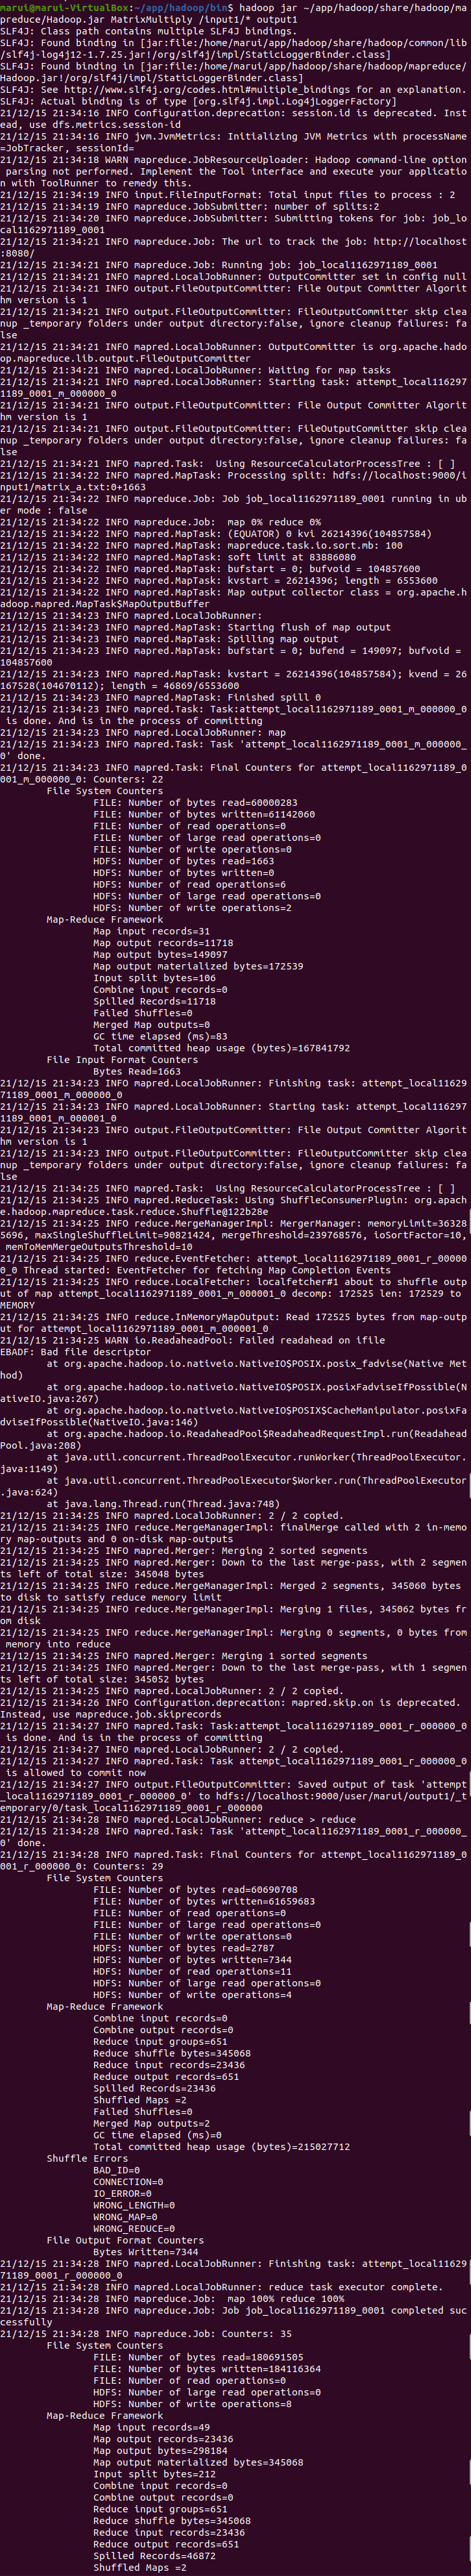 marui@marui-VirtualBox:~/app/hadoop/bin$ hadoop jar ~/app/hadoop/share/hadoop/ma
preduce/Hadoop.jar MatrixMultiply /input1/* output1
SLF4J: Class path contains multiple SLF4J bindings.
SLF4J: Found binding in [jar:file:/home/marui/app/hadoop/share/hadoop/common/lib
/slf4j-log4j12-1.7.25.jar!/org/slf4j/impl/StaticLoggerBinder.class]
SLF4J: Found binding in [jar:file:/home/marui/app/hadoop/share/hadoop/mapreduce/
Hadoop.jar!/org/slf4j/impl/StaticLoggerBinder.class]
SLF4J: See http://www.slf4j.org/codes.html#multiple_bindings for an explanation.
SLF4J: Actual binding is of type [org.slf4j.impl.Log4jLoggerFactory]
21/12/15 21:34:16 INFO Configuration.deprecation: session.id is deprecated. Inst
ead, use dfs.metrics.session-id
21/12/15 21:34:16 INFO jvm.JvmMetrics: Initializing JVM Metrics with processName
=JobTracker, sessionId=
21/12/15 21:34:18 WARN mapreduce.JobResourceUploader: Hadoop command-line option
 parsing not performed. Implement the Tool interface and execute your applicatio
n with ToolRunner to remedy this.
21/12/15 21:34:19 INFO input.FileInputFormat: Total input files to process : 2
21/12/15 21:34:19 INFO mapreduce.JobSubmitter: number of splits:2
21/12/15 21:34:20 INFO mapreduce.JobSubmitter: Submitting tokens for job: job_lo
cal1162971189_0001
21/12/15 21:34:21 INFO mapreduce.Job: The url to track the job: http://localhost
:8080/
21/12/15 21:34:21 INFO mapreduce.Job: Running job: job_local1162971189_0001
21/12/15 21:34:21 INFO mapred.LocalJobRunner: OutputCommitter set in config null
21/12/15 21:34:21 INFO output.FileOutputCommitter: File Output Committer Algorit
hm version is 1
21/12/15 21:34:21 INFO output.FileOutputCommitter: FileOutputCommitter skip clea
nup _temporary folders under output directory:false, ignore cleanup failures: fa
lse
21/12/15 21:34:21 INFO mapred.LocalJobRunner: OutputCommitter is org.apache.hado
op.mapreduce.lib.output.FileOutputCommitter
21/12/15 21:34:21 INFO mapred.LocalJobRunner: Waiting for map tasks
21/12/15 21:34:21 INFO mapred.LocalJobRunner: Starting task: attempt_local116297
1189_0001_m_000000_0
21/12/15 21:34:21 INFO output.FileOutputCommitter: File Output Committer Algorit
hm version is 1
21/12/15 21:34:21 INFO output.FileOutputCommitter: FileOutputCommitter skip clea
nup _temporary folders under output directory:false, ignore cleanup failures: fa
lse
21/12/15 21:34:21 INFO mapred.Task:  Using ResourceCalculatorProcessTree : [ ]
21/12/15 21:34:22 INFO mapred.MapTask: Processing split: hdfs://localhost:9000/i
nput1/matrix_a.txt:0+1663
21/12/15 21:34:22 INFO mapreduce.Job: Job job_local1162971189_0001 running in ub
er mode : false
21/12/15 21:34:22 INFO mapreduce.Job:  map 0% reduce 0%
21/12/15 21:34:22 INFO mapred.MapTask: (EQUATOR) 0 kvi 26214396(104857584)
21/12/15 21:34:22 INFO mapred.MapTask: mapreduce.task.io.sort.mb: 100
21/12/15 21:34:22 INFO mapred.MapTask: soft limit at 83886080
21/12/15 21:34:22 INFO mapred.MapTask: bufstart = 0; bufvoid = 104857600
21/12/15 21:34:22 INFO mapred.MapTask: kvstart = 26214396; length = 6553600
21/12/15 21:34:22 INFO mapred.MapTask: Map output collector class = org.apache.h
adoop.mapred.MapTask$MapOutputBuffer
21/12/15 21:34:23 INFO mapred.LocalJobRunner:
21/12/15 21:34:23 INFO mapred.MapTask: Starting flush of map output
21/12/15 21:34:23 INFO mapred.MapTask: Spilling map output
21/12/15 21:34:23 INFO mapred.MapTask: bufstart = 0; bufend = 149097; bufvoid =
104857600
21/12/15 21:34:23 INFO mapred.MapTask: kvstart = 26214396(104857584); kvend = 26
167528(104670112); length = 46869/6553600
21/12/15 21:34:23 INFO mapred.MapTask: Finished spill 0
21/12/15 21:34:23 INFO mapred.Task: Task:attempt_local1162971189_0001_m_000000_0
 is done. And is in the process of committing
21/12/15 21:34:23 INFO mapred.LocalJobRunner: map
21/12/15 21:34:23 INFO mapred.Task: Task 'attempt_local1162971189_0001_m_000000_
0' done.
21/12/15 21:34:23 INFO mapred.Task: Final Counters for attempt_local1162971189_0
001_m_000000_0: Counters: 22
File System Counters
FILE: Number of bytes read=60000283
FILE: Number of bytes written=61142060
FILE: Number of read operations=0
FILE: Number of large read operations=0
FILE: Number of write operations=0
HDFS: Number of bytes read=1663
HDFS: Number of bytes written=0
HDFS: Number of read operations=6
HDFS: Number of large read operations=0
HDFS: Number of write operations=2
Map-Reduce Framework
Map input records=31
Map output records=11718
Map output bytes=149097
Map output materialized bytes=172539
Input split bytes=106
Combine input records=0
Spilled Records=11718
Failed Shuffles=0
Merged Map outputs=0
GC time elapsed (ms)=83
Total committed heap usage (bytes)=167841792
File Input Format Counters
Bytes Read=1663
21/12/15 21:34:23 INFO mapred.LocalJobRunner: Finishing task: attempt_local11629
71189_0001_m_000000_0
21/12/15 21:34:23 INFO mapred.LocalJobRunner: Starting task: attempt_local116297
1189_0001_m_000001_0
21/12/15 21:34:23 INFO output.FileOutputCommitter: File Output Committer Algorit
hm version is 1
21/12/15 21:34:23 INFO output.FileOutputCommitter: FileOutputCommitter skip clea
nup _temporary folders under output directory:false, ignore cleanup failures: fa
lse
21/12/15 21:34:25 INFO mapred.Task:  Using ResourceCalculatorProcessTree : [ ]
21/12/15 21:34:25 INFO mapred.ReduceTask: Using ShuffleConsumerPlugin: org.apach
e.hadoop.mapreduce.task.reduce.Shuffle@122b28e
21/12/15 21:34:25 INFO reduce.MergeManagerImpl: MergerManager: memoryLimit=36328
5696, maxSingleShuffleLimit=90821424, mergeThreshold=239768576, ioSortFactor=10,
 memToMemMergeOutputsThreshold=10
21/12/15 21:34:25 INFO reduce.EventFetcher: attempt_local1162971189_0001_r_00000
0_0 Thread started: EventFetcher for fetching Map Completion Events
21/12/15 21:34:25 INFO reduce.LocalFetcher: localfetcher#1 about to shuffle outp
ut of map attempt_local1162971189_0001_m_000001_0 decomp: 172525 len: 172529 to
MEMORY
21/12/15 21:34:25 INFO reduce.InMemoryMapOutput: Read 172525 bytes from map-outp
ut for attempt_local1162971189_0001_m_000001_0
21/12/15 21:34:25 WARN io.ReadaheadPool: Failed readahead on ifile
EBADF: Bad file descriptor
at org.apache.hadoop.io.nativeio.NativeIO$POSIX.posix_fadvise(Native Met
hod)
at org.apache.hadoop.io.nativeio.NativeIO$POSIX.posixFadviseIfPossible(N
ativeIO.java:267)
at org.apache.hadoop.io.nativeio.NativeIO$POSIX$CacheManipulator.posixFa
dviseIfPossible(NativeIO.java:146)
at org.apache.hadoop.io.ReadaheadPool$ReadaheadRequestImpl.run(Readahead
Pool.java:208)
at java.util.concurrent.ThreadPoolExecutor.runWorker(ThreadPoolExecutor.
java:1149)
at java.util.concurrent.ThreadPoolExecutor$Worker.run(ThreadPoolExecutor
.java:624)
at java.lang.Thread.run(Thread.java:748)
21/12/15 21:34:25 INFO mapred.LocalJobRunner: 2 / 2 copied.
21/12/15 21:34:25 INFO reduce.MergeManagerImpl: finalMerge called with 2 in-memo
ry map-outputs and 0 on-disk map-outputs
21/12/15 21:34:25 INFO mapred.Merger: Merging 2 sorted segments
21/12/15 21:34:25 INFO mapred.Merger: Down to the last merge-pass, with 2 segmen
ts left of total size: 345048 bytes
21/12/15 21:34:25 INFO reduce.MergeManagerImpl: Merged 2 segments, 345060 bytes
to disk to satisfy reduce memory limit
21/12/15 21:34:25 INFO reduce.MergeManagerImpl: Merging 1 files, 345062 bytes fr
om disk
21/12/15 21:34:25 INFO reduce.MergeManagerImpl: Merging 0 segments, 0 bytes from
 memory into reduce
21/12/15 21:34:25 INFO mapred.Merger: Merging 1 sorted segments
21/12/15 21:34:25 INFO mapred.Merger: Down to the last merge-pass, with 1 segmen
ts left of total size: 345052 bytes
21/12/15 21:34:25 INFO mapred.LocalJobRunner: 2 / 2 copied.
21/12/15 21:34:26 INFO Configuration.deprecation: mapred.skip.on is deprecated.
Instead, use mapreduce.job.skiprecords
21/12/15 21:34:27 INFO mapred.Task: Task:attempt_local1162971189_0001_r_000000_0
 is done. And is in the process of committing
21/12/15 21:34:27 INFO mapred.LocalJobRunner: 2 / 2 copied.
21/12/15 21:34:27 INFO mapred.Task: Task attempt_local1162971189_0001_r_000000_0
 is allowed to commit now
21/12/15 21:34:27 INFO output.FileOutputCommitter: Saved output of task 'attempt
_local1162971189_0001_r_000000_0' to hdfs://localhost:9000/user/marui/output1/_t
emporary/0/task_local1162971189_0001_r_000000
21/12/15 21:34:28 INFO mapred.LocalJobRunner: reduce > reduce
21/12/15 21:34:28 INFO mapred.Task: Task 'attempt_local1162971189_0001_r_000000_
0' done.
21/12/15 21:34:28 INFO mapred.Task: Final Counters for attempt_local1162971189_0
001_r_000000_0: Counters: 29
File System Counters
FILE: Number of bytes read=60690708
FILE: Number of bytes written=61659683
FILE: Number of read operations=0
FILE: Number of large read operations=0
FILE: Number of write operations=0
HDFS: Number of bytes read=2787
HDFS: Number of bytes written=7344
HDFS: Number of read operations=11
HDFS: Number of large read operations=0
HDFS: Number of write operations=4
Map-Reduce Framework
Combine input records=0
Combine output records=0
Reduce input groups=651
Reduce shuffle bytes=345068
Reduce input records=23436
Reduce output records=651
Spilled Records=23436
Shuffled Maps =2
Failed Shuffles=0
Merged Map outputs=2
GC time elapsed (ms)=0
Total committed heap usage (bytes)=215027712
Shuffle Errors
BAD_ID=0
CONNECTION=0
IO_ERROR=0
WRONG_LENGTH=0
WRONG_MAP=0
WRONG_REDUCE=0
File Output Format Counters
Bytes Written=7344
21/12/15 21:34:28 INFO mapred.LocalJobRunner: Finishing task: attempt_local11629
71189_0001_r_000000_0
21/12/15 21:34:28 INFO mapred.LocalJobRunner: reduce task executor complete.
21/12/15 21:34:28 INFO mapreduce.Job:  map 100% reduce 100%
21/12/15 21:34:28 INFO mapreduce.Job: Job job_local1162971189_0001 completed suc
cessfully
21/12/15 21:34:28 INFO mapreduce.Job: Counters: 35
File System Counters
FILE: Number of bytes read=180691505
FILE: Number of bytes written=184116364
FILE: Number of read operations=0
HDFS: Number of large read operations=0
HDFS: Number of write operations=8
Map-Reduce Framework
Map input records=49
Map output records=23436
Map output bytes=298184
Map output materialized bytes=345068
Input split bytes=212
Combine input records=0
Combine output records=0
Reduce input groups=651
Reduce shuffle bytes=345068
Reduce input records=23436
Reduce output records=651
Spilled Records=46872
Shuffled Maps =2